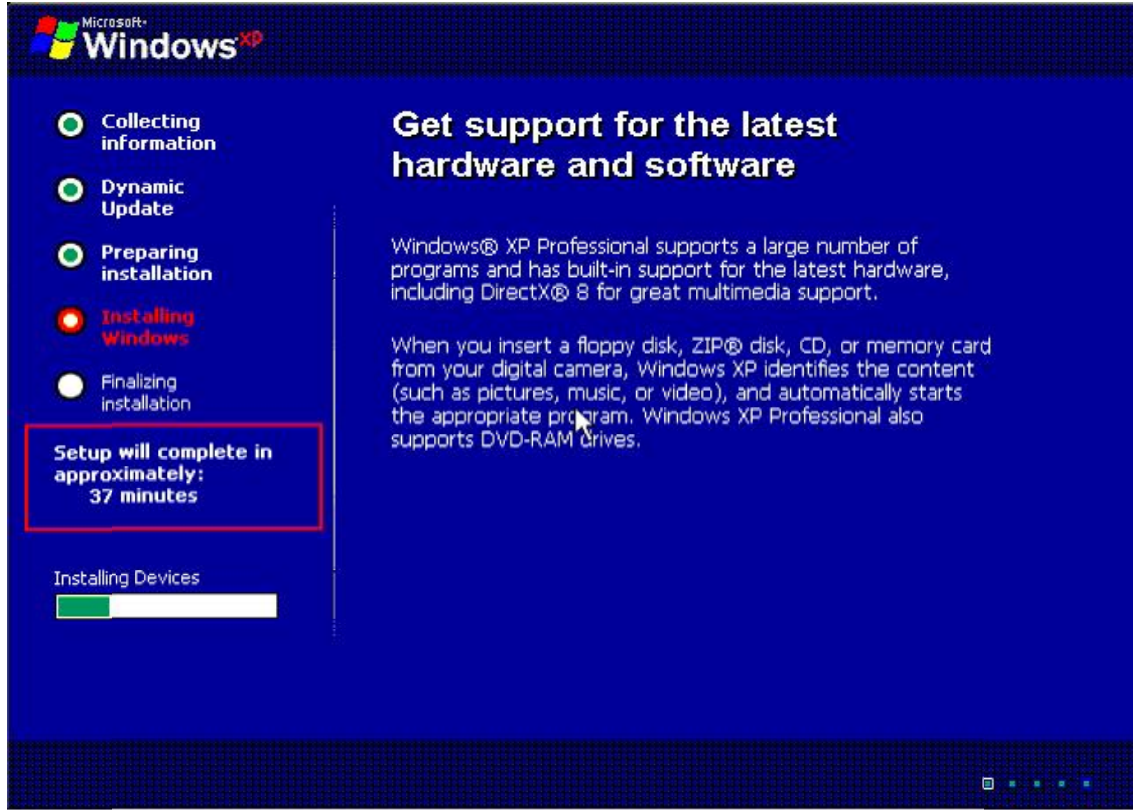 Microsoft®
Windows xp
Collecting
information
Dynamic
Update
Preparing
installation
Installing
Windows
Finalizing
installation
Setup will complete in
approximately:
37 minutes
Installing Devices
Get support for the latest
hardware and software
Windows® XP Professional supports a large number of
programs and has built-in support for the latest hardware,
including DirectX® 8 for great multimedia support.
When you insert a floppy disk, ZIP® disk, CD, or memory card
from your digital camera, Windows XP identifies the content
(such as pictures, music, or video), and automatically starts
the appropriate program. Windows XP Professional also
supports DVD-RAM drives.